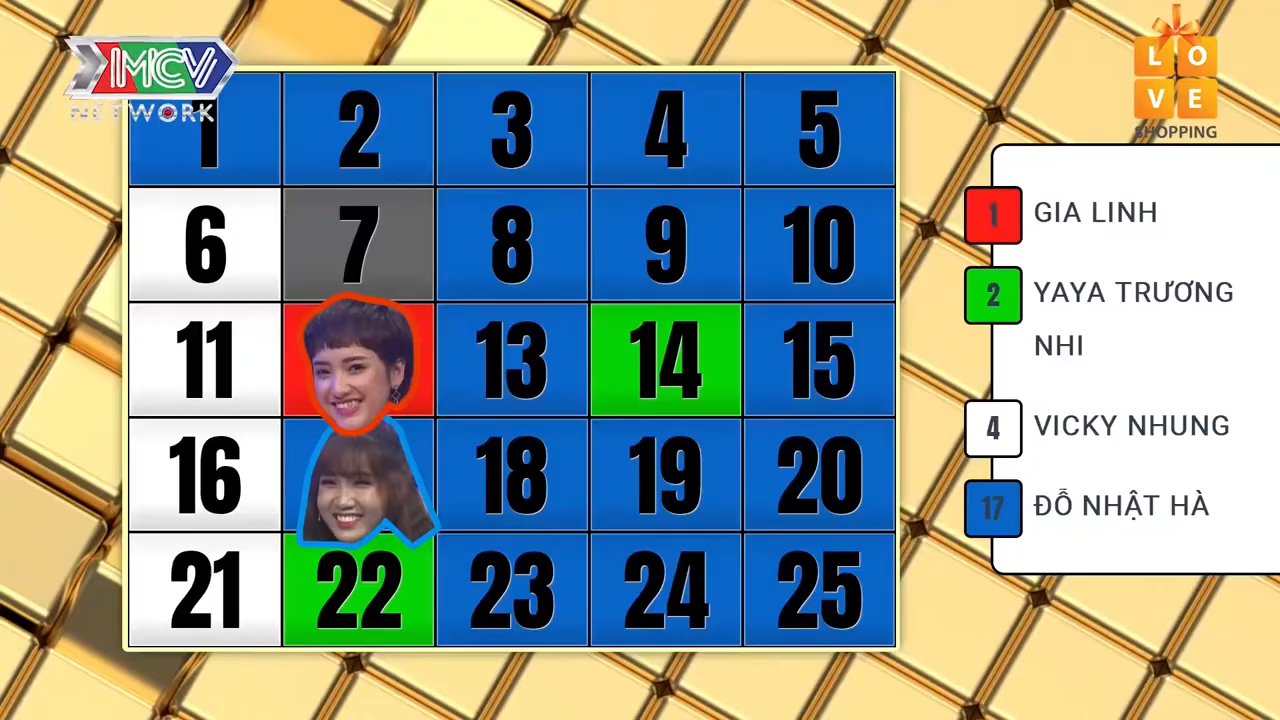 MCV
NETWORK
LO
VE
SHOPPING
1 2 3 4 5
6 7 8 9 10
11 13 14 15
16 18 19 20
21 22 23 24 25
1 GIA LINH
2 YAYA TRƯƠNG
NHI
4 VICKY NHUNG
17 ĐỖ NHẬT HÀ